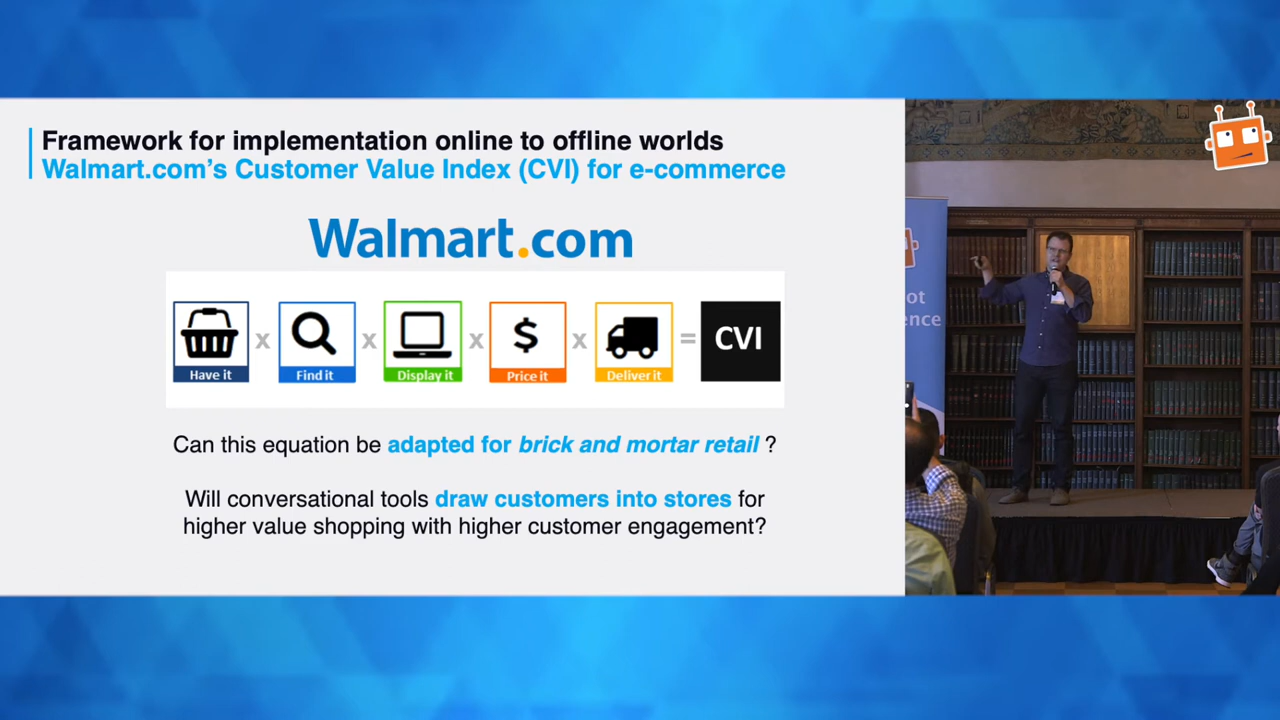 Framework for implementation online to offline worlds
Walmart.com’s Customer Value Index (CVI) for e-commerce
Walmart.com
Have it x Find it x Display it x $ Price it x Deliver it = CVI
Can this equation be adapted for brick and mortar retail ?
Will conversational tools draw customers into stores for
higher value shopping with higher customer engagement?
ot
ence